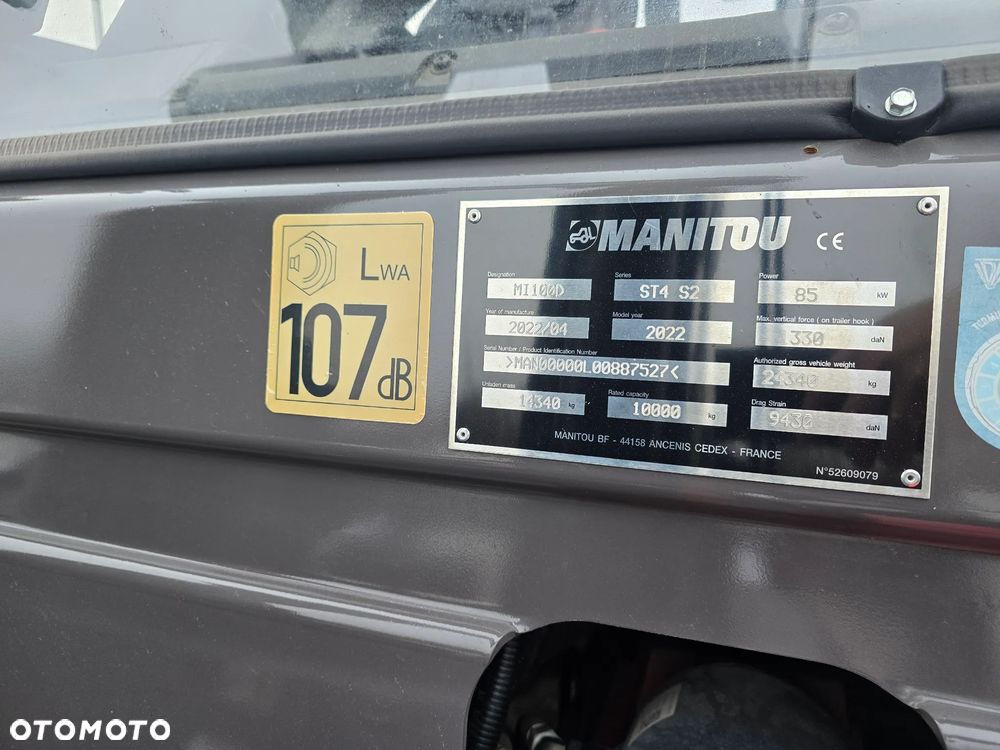 LWA
107 dB
MANITOU CE
Designation Series Power
MI100D ST4 S2 85 kW
Year of manufacture Model year Max. vertical force ( on trailer hook )
2022/04 2022 330 daN
Serial Number / Product Identification Number Authorized gross vehicle weight
>MAN00000L00887527< 24340 kg
Unladen mass Rated capacity Drag Strain
14340 kg 10000 kg 9430 daN
MANITOU BF - 44158 ANCENIS CEDEX - FRANCE
N°52609079
OTOMOTO